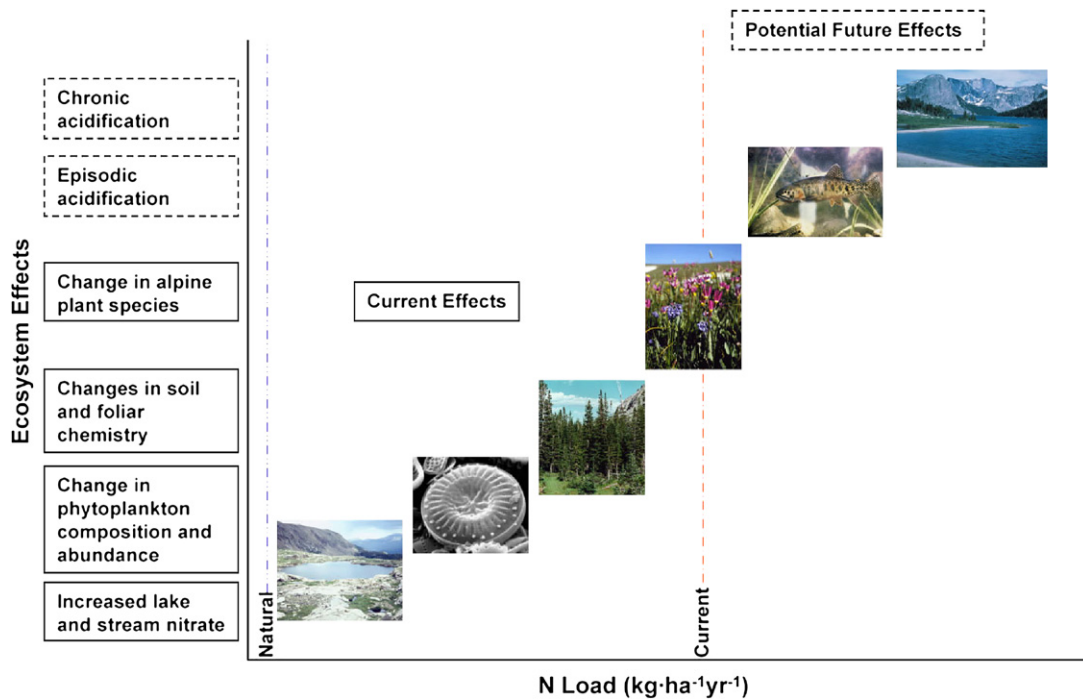 Potential Future Effects
Chronic
acidification
Episodic
acidification
Change in alpine
plant species
Current Effects
Changes in soil
and foliar
chemistry
Change in
phytoplankton
composition and
abundance
Increased lake
and stream nitrate
Ecosystem Effects
Natural
Current
N Load (kg·ha⁻¹yr⁻¹)